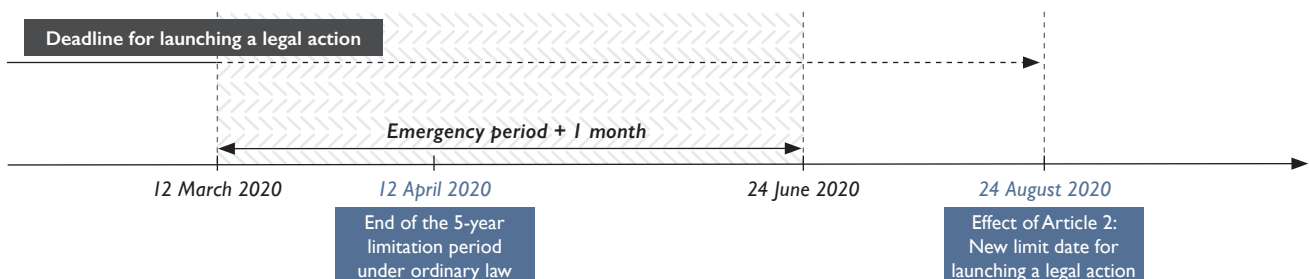 Deadline for launching a legal action
Emergency period + 1 month
12 March 2020
12 April 2020
24 June 2020
24 August 2020
End of the 5-year
limitation period
under ordinary law
Effect of Article 2:
New limit date for
launching a legal action